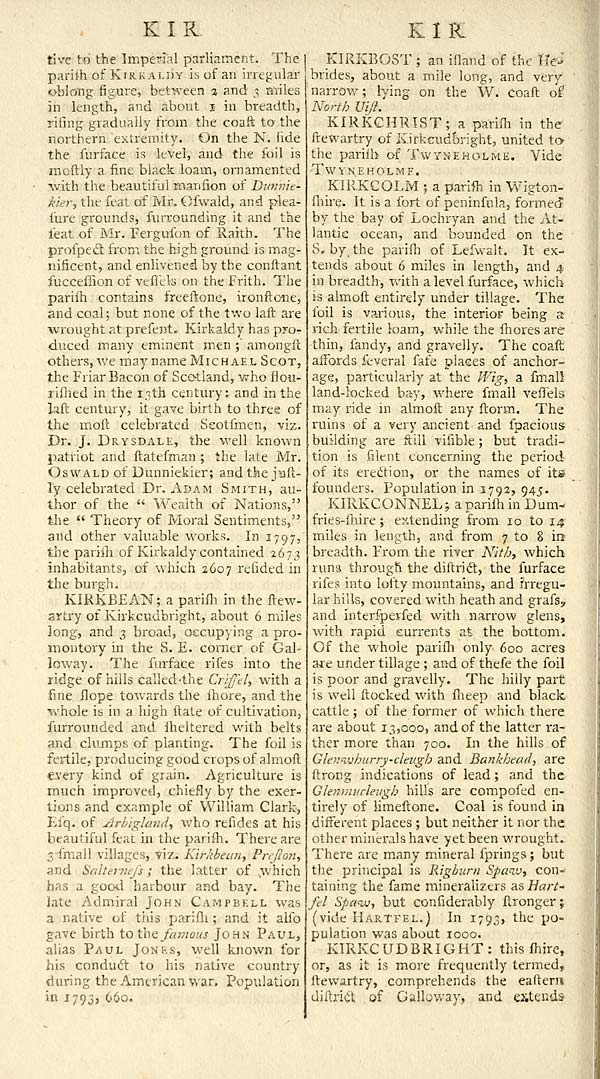 KIR
tive to the Imperial parliament. The
pariſh of KIRKALDY is of an irregular
oblong figure, between 2 and 3 miles
in length, and about 1 in breadth,
riſing gradually from the coaſt to the
northern extremity. On the N. ſide
the ſurface is level, and the ſoil is
moſtly a fine black loam, ornamented
with the beautiful manſion of Dunnie-
kier, the ſeat of Mr. Oſwald, and plea-
ſure grounds, ſurrounding it and the
ſeat of Mr. Ferguſon of Raith. The
proſpect from the high ground is mag-
nificent, and enlivened by the conſtant
ſucceſſion of veſſels on the Frith. The
pariſh contains freeſtone, ironſtone,
and coal; but none of the two laſt are
wrought at preſent. Kirkaldy has pro-
duced many eminent men; amongſt
others, we may name MICHAEL SCOT,
the Friar Bacon of Scotland, who flou-
riſhed in the 13th century: and in the
laſt century, it gave birth to three of
the moſt celebrated Scotſmen, viz.
Dr. J. DRYSDALE, the well known
patriot and ſtateſman; the late Mr.
OSWALD of Dunniekier; and the juſt-
ly celebrated Dr. ADAM SMITH, au-
thor of the “ Wealth of Nations,”
the “ Theory of Moral Sentiments,”
and other valuable works. In 1797,
the pariſh of Kirkaldy contained 2673
inhabitants, of which 2607 reſided in
the burgh.
KIRKBEAN; a pariſh in the ſtew-
artry of Kirkcudbright, about 6 miles
long, and 3 broad, occupying a pro-
montory in the S. E. corner of Gal-
loway. The ſurface riſes into the
ridge of hills called the Criffel, with a
fine ſlope towards the ſhore, and the
whole is in a high ſtate of cultivation,
ſurrounded and ſheltered with belts
and clumps of planting. The ſoil is
fertile, producing good crops of almoſt
every kind of grain. Agriculture is
much improved, chiefly by the exer-
tions and example of William Clark,
Eſq. of Arbigland, who reſides at his
beautiful ſeat in the pariſh. There are
3 ſmall villages, viz. Kirkbean, Preſton,
and Salterneſs; the latter of which
has a good harbour and bay. The
late Admiral JOHN CAMPBELL was
a native of this pariſh; and it alſo
gave birth to the famous JOHN PAUL,
alias PAUL JONES, well known for
his conduct to his native country
during the American war. Population
in 1793, 660.
KIR
KIRKBOST; an iſland of the He-
brides, about a mile long, and very
narrow; lying on the W. coaſt of
North Uiſt.
KIRKCHRIST; a pariſh in the
ſtewartry of Kirkcudbright, united to
the pariſh of TWYNEHOLME. Vide
TWYNEHOLME.
KIRKCOLM; a pariſh in Wigton-
ſhire. It is a ſort of peninſula, formed
by the bay of Lochryan and the At-
lantic ocean, and bounded on the
S. by the pariſh of Leſwalt. It ex-
tends about 6 miles in length, and 4
in breadth, with a level ſurface, which
is almoſt entirely under tillage. The
ſoil is various, the interior being a
rich fertile loam, while the ſhores are
thin, ſandy, and gravelly. The coaſt
affords ſeveral ſafe places of anchor-
age, particularly at the Wig, a ſmall
land-locked bay, where ſmall veſſels
may ride in almoſt any ſtorm. The
ruins of a very ancient and ſpacious
building are ſtill viſible; but tradi-
tion is ſilent concerning the period
of its erection, or the names of its
founders. Population in 1792, 945.
KIRKCONNEL; a pariſh in Dum-
fries-ſhire; extending from 10 to 14
miles in length, and from 7 to 8 in
breadth. From the river Nith, which
runs through the diſtrict, the ſurface
riſes into lofty mountains, and irregu-
lar hills, covered with heath and graſs,
and interſperſed with narrow glens,
with rapid currents at the bottom.
Of the whole pariſh only 600 acres
are under tillage; and of theſe the ſoil
is poor and gravelly. The hilly part
is well ſtocked with ſheep and black
cattle; of the former of which there
are about 13,000, and of the latter ra-
ther more than 700. In the hills of
Glenwhurry-cleugh and Bankhead, are
ſtrong indications of lead; and the
Glenmucleugh hills are compoſed en-
tirely of limeſtone. Coal is found in
different places; but neither it nor the
other minerals have yet been wrought.
There are many mineral ſprings; but
the principal is Rigburn Spaw, con-
taining the ſame mineralizers as Hart-
fel Spaw, but conſiderably ſtronger;
(vide HARTFEL.) In 1793, the po-
pulation was about 1000.
KIRKCUDBRIGHT: this ſhire,
or, as it is more frequently termed,
ſtewartry, comprehends the eaſtern
diſtrict of Galloway, and extends